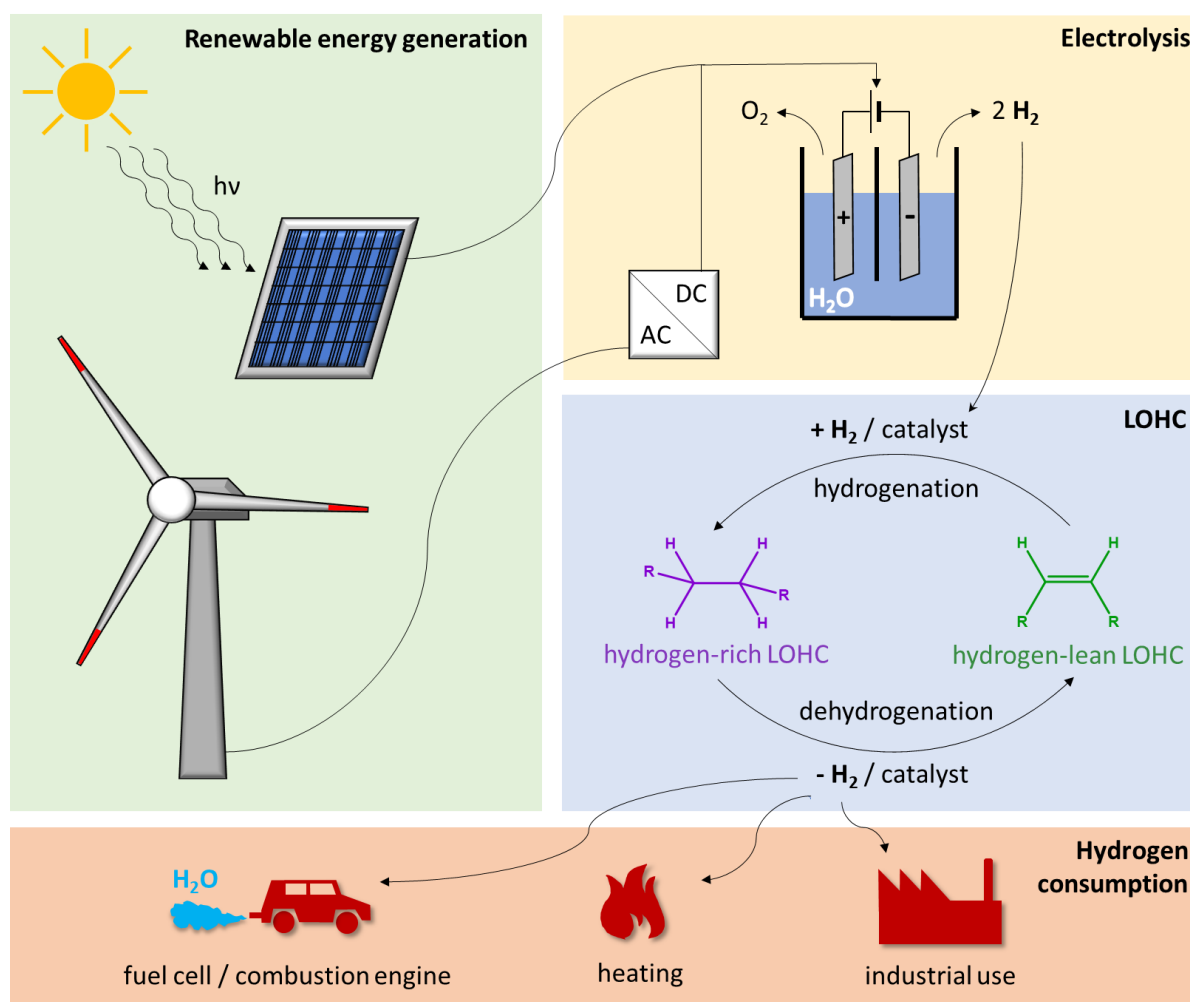 Renewable energy generation
hν
Electrolysis
O₂
2 H₂
+
-
H₂O
DC
AC
LOHC
+ H₂ / catalyst
hydrogenation
H
H
R
R
H
H
hydrogen-rich LOHC
H
H
R
R
hydrogen-lean LOHC
dehydrogenation
- H₂ / catalyst
Hydrogen
consumption
H₂O
fuel cell / combustion engine
heating
industrial use